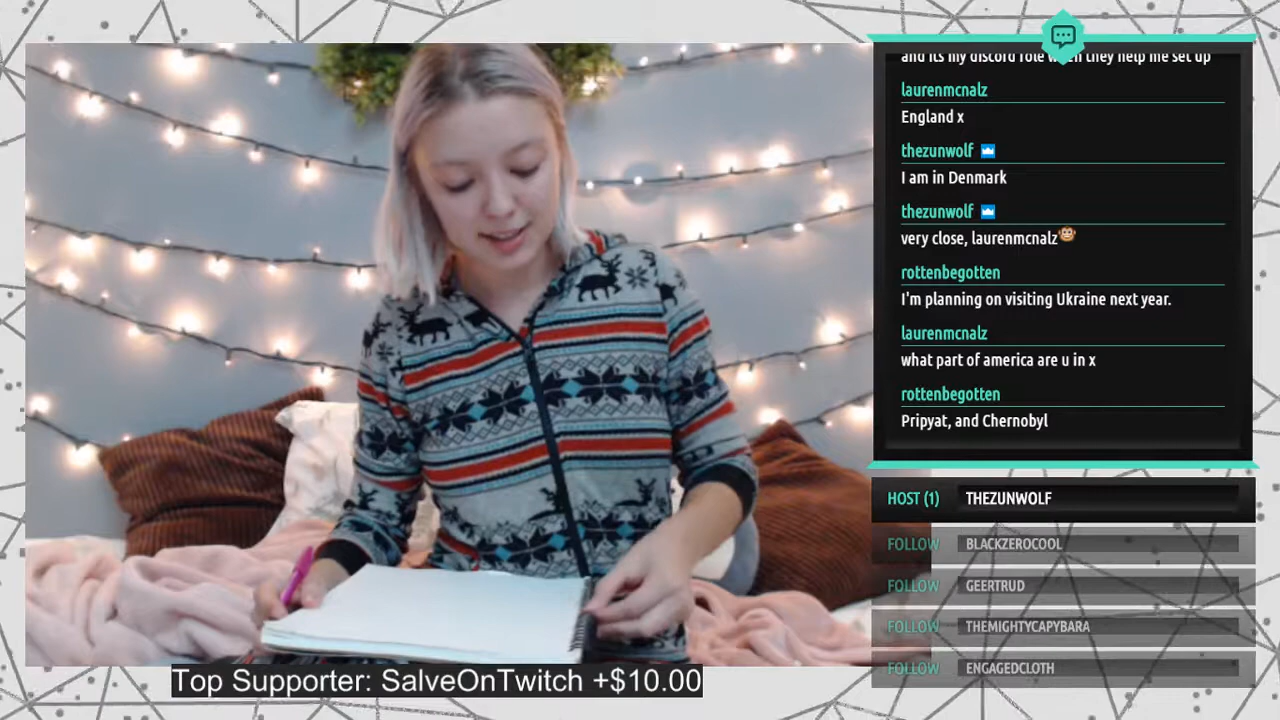 and its my discord role when they help me set up
laurenmcnalz
England x
thezunwolf
I am in Denmark
thezunwolf
very close, laurenmcnalz🐵
rottenbegotten
I'm planning on visiting Ukraine next year.
laurenmcnalz
what part of america are u in x
rottenbegotten
Pripyat, and Chernobyl
HOST (1) THEZUNWOLF
FOLLOW BLACKZEROCOOL
FOLLOW GEERTRUD
FOLLOW THEMIGHTYCAPYBARA
FOLLOW ENGAGEDCLOTH
Top Supporter: SalveOnTwitch +$10.00